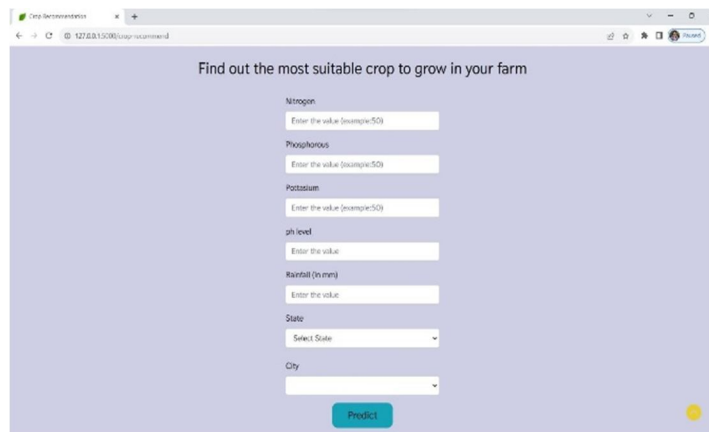 Crop Recommendation
127.0.0.1:5000/crop-recommend
Paused
Find out the most suitable crop to grow in your farm
Nitrogen
Enter the value (example:50)
Phosphorous
Enter the value (example:50)
Pottasium
Enter the value (example:50)
ph level
Enter the value
Rainfall (in mm)
Enter the value
State
Select State
City
Predict